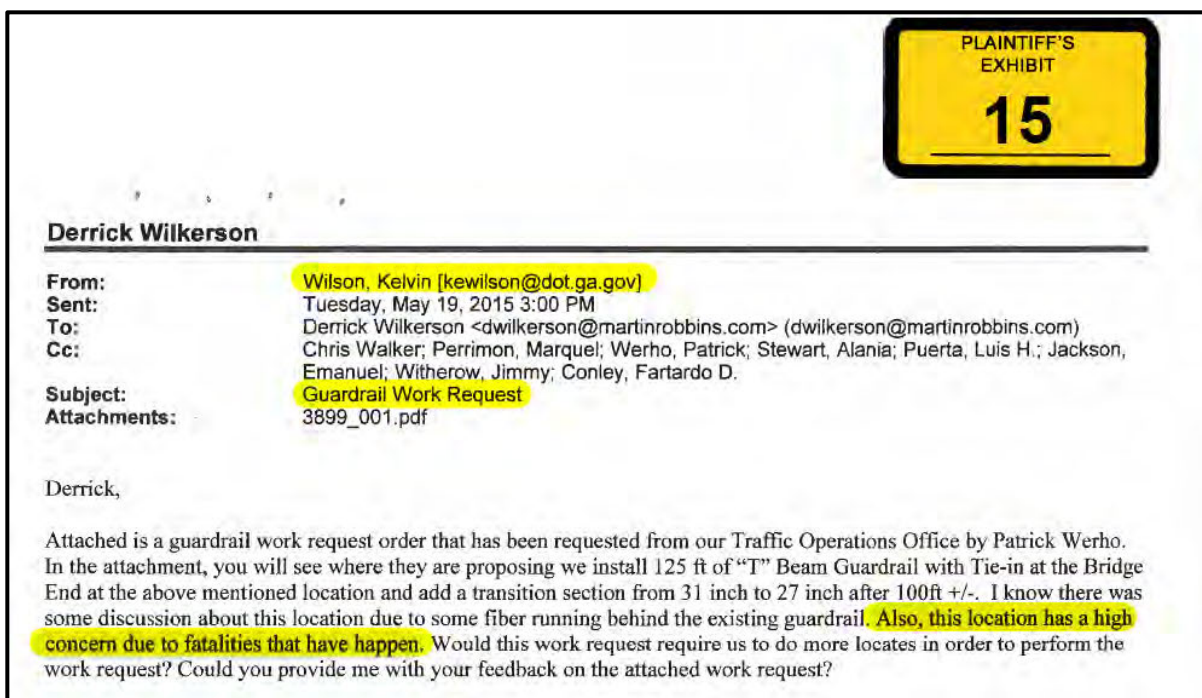 PLAINTIFF'S
EXHIBIT
15
Derrick Wilkerson
From: Wilson, Kelvin [kewilson@dot.ga.gov]
Sent: Tuesday, May 19, 2015 3:00 PM
To: Derrick Wilkerson <dwilkerson@martinrobbins.com> (dwilkerson@martinrobbins.com)
Cc: Chris Walker; Perrimon, Marquel; Werho, Patrick; Stewart, Alania; Puerta, Luis H.; Jackson,
Emanuel; Witherow, Jimmy; Conley, Fartardo D.
Subject: Guardrail Work Request
Attachments: 3899_001.pdf
Derrick,
Attached is a guardrail work request order that has been requested from our Traffic Operations Office by Patrick Werho.
In the attachment, you will see where they are proposing we install 125 ft of “T” Beam Guardrail with Tie-in at the Bridge
End at the above mentioned location and add a transition section from 31 inch to 27 inch after 100ft +/-. I know there was
some discussion about this location due to some fiber running behind the existing guardrail. Also, this location has a high
concern due to fatalities that have happen. Would this work request require us to do more locates in order to perform the
work request? Could you provide me with your feedback on the attached work request?